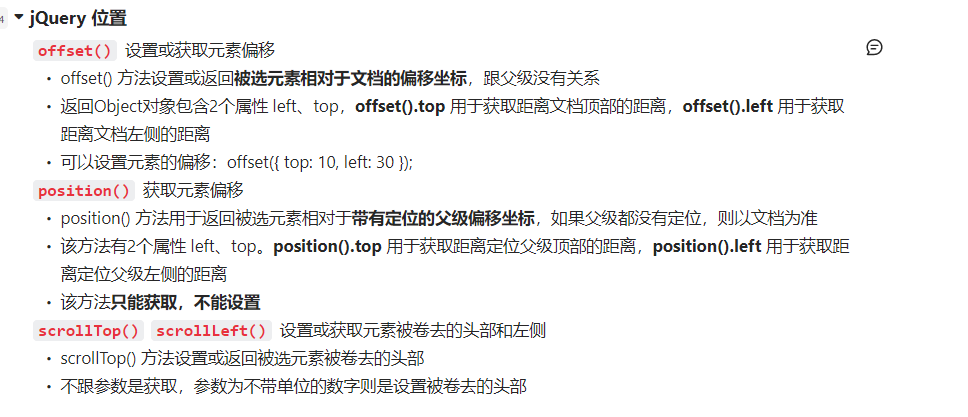 4 jQuery 位置
offset() 设置或获取元素偏移
• offset() 方法设置或返回被选元素相对于文档的偏移坐标，跟父级没有关系
• 返回Object对象包含2个属性 left、top，offset().top 用于获取距离文档顶部的距离，offset().left 用于获取
距离文档左侧的距离
• 可以设置元素的偏移：offset({ top: 10, left: 30 });
position() 获取元素偏移
• position() 方法用于返回被选元素相对于带有定位的父级偏移坐标，如果父级都没有定位，则以文档为准
• 该方法有2个属性 left、top。position().top 用于获取距离定位父级顶部的距离，position().left 用于获取距
离定位父级左侧的距离
• 该方法只能获取，不能设置
scrollTop() scrollLeft() 设置或获取元素被卷去的头部和左侧
• scrollTop() 方法设置或返回被选元素被卷去的头部
• 不跟参数是获取，参数为不带单位的数字则是设置被卷去的头部